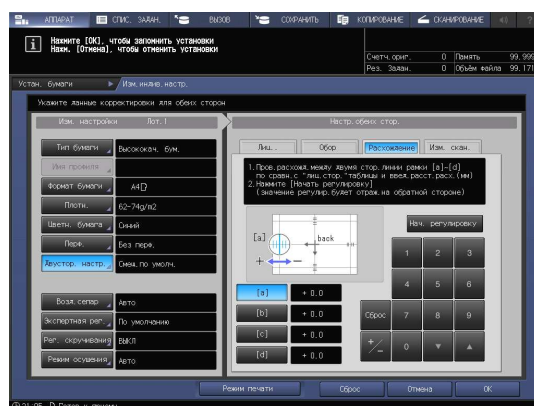 АППАРАТ
СПИС. ЗАДАН.
ВЫЗОВ
СОХРАНИТЬ
КОПИРОВАНИЕ
СКАНИРОВАНИЕ
?
Нажмите [OK], чтобы запомнить установки
Нажм. [Отмена], чтобы отменить установки
Счетч.ориг. 0 Память 99.999
Рез. Задан. 0 Объём файла 99.171
Устан. бумаги
Изм.индив.настр.
Укажите данные корректировки для обеих сторон
Изм. настройки Лот.1
Тип бумаги Высококач. бум.
Имя профиля
Формат бумаги A4
Плотн. 62-74g/m2
Цветн. бумага Синий
Перф. Без перф.
Двустор. настр. Смеж.по умолч.
Возд.сепар Авто
Экспертная рег. По умолчанию
Рег. скручивания ВЫКЛ
Режим осушения Авто
Настр.обеих стор.
Лиц..
Обор
Расхождение
Изм. скан.
1.Пров.расхожд.между двумя стор.линии рамки [a]-[d]
по сравн.с "лиц.стор."таблицы и введ.расст.расх.(мм)
2.Нажмите [Начать регулировку]
(значение регулир.будет отраж.на обратной стороне)
[a]
back
+ -
Нач. регулировку
[a] + 0.0
[b] + 0.0
[c] + 0.0
[d] + 0.0
1 2 3
4 5 6
Сброс 7 8 9
+/- 0 ▼ ▲
Режим печати
Сброс
Отмена
OK